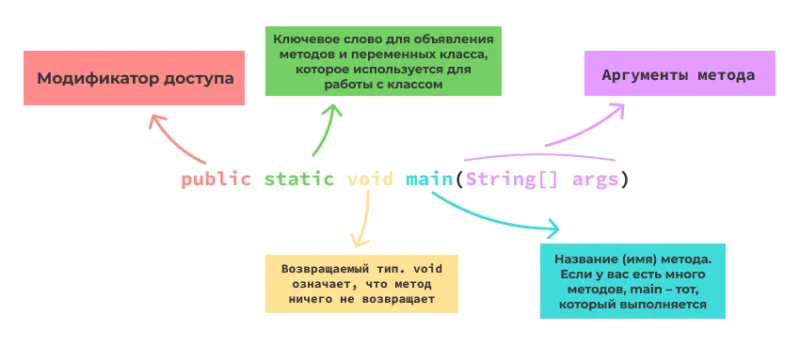 Модификатор доступа
Ключевое слово для объявления
методов и переменных класса,
которое используется для
работы с классом
Аргументы метода
public static void main(String[] args)
Возвращаемый тип. void
означает, что метод
ничего не возвращает
Название (имя) метода.
Если у вас есть много
методов, main – тот,
который выполняется